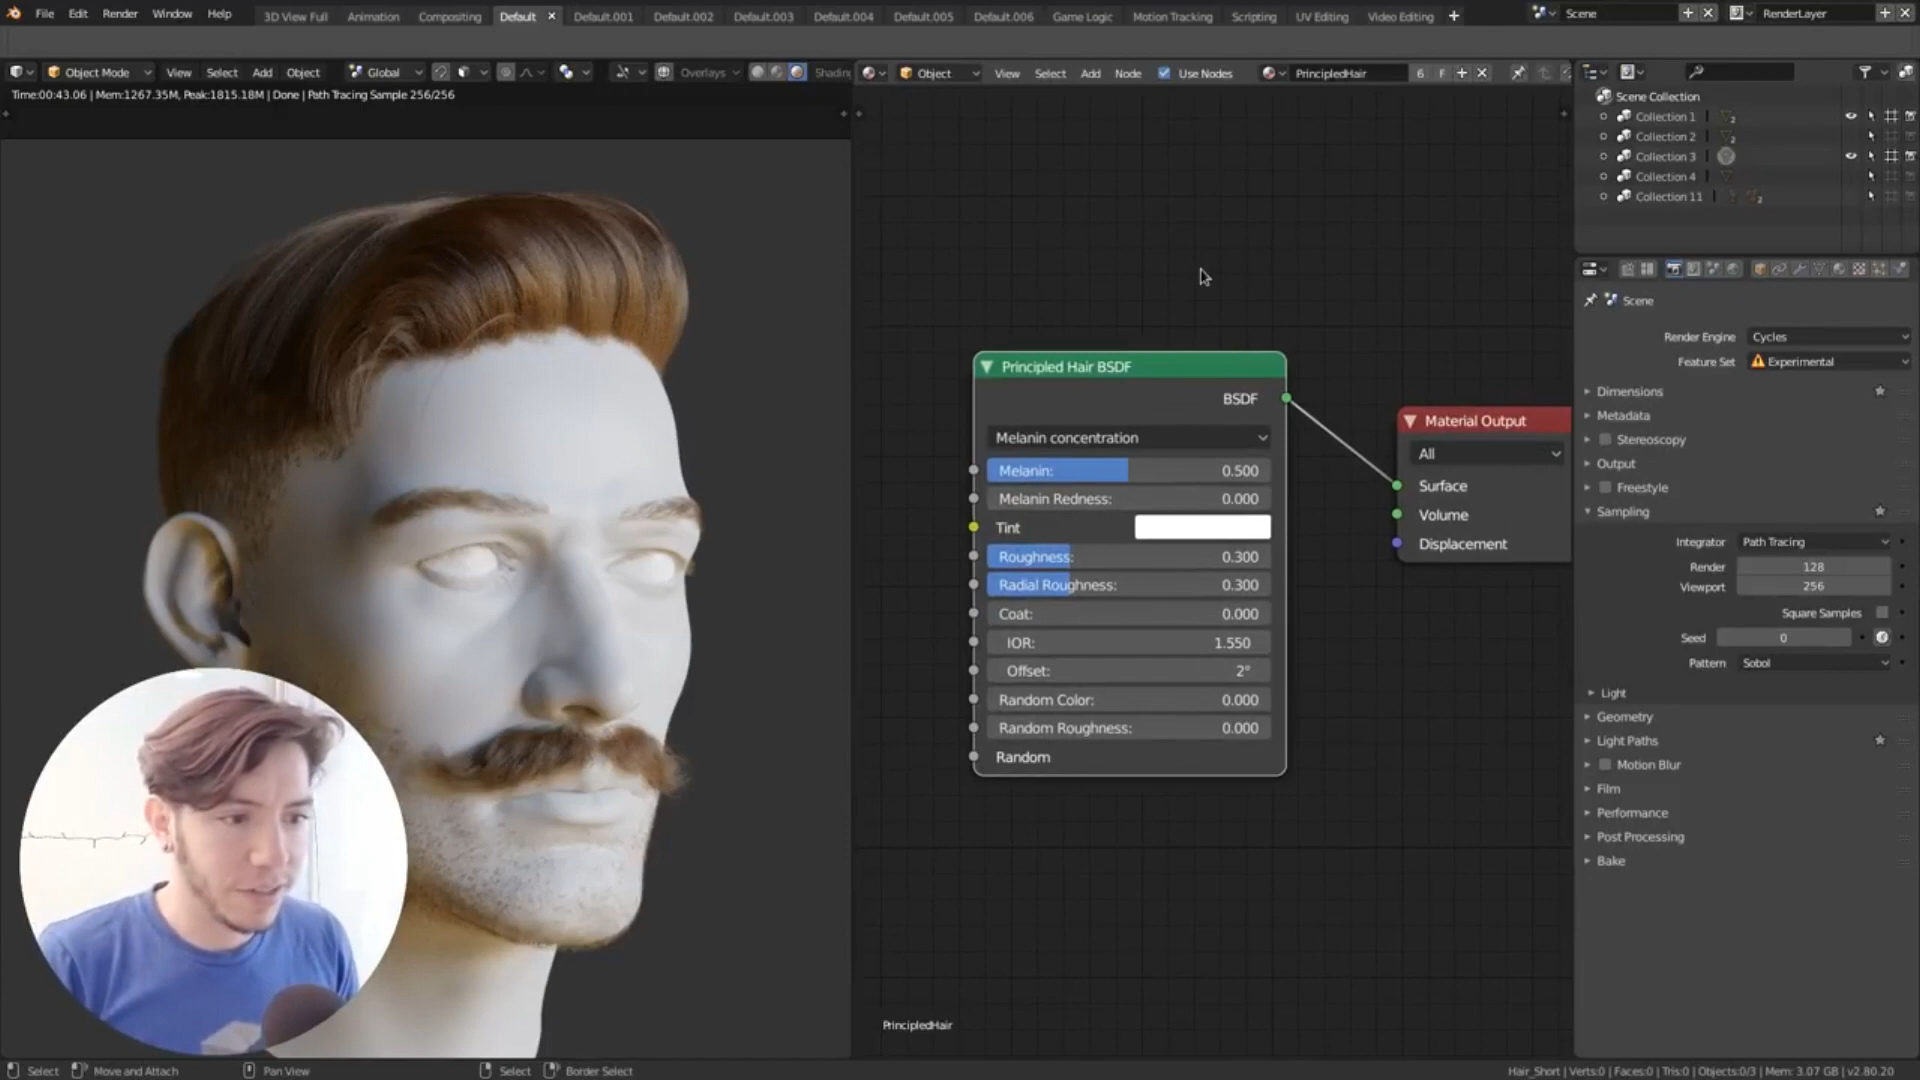 File Edit Render Window Help
3D View Full Animation Compositing Default Default.001 Default.002 Default.003 Default.004 Default.005 Default.006 Game Logic Motion Tracking Scripting UV Editing Video Editing
Scene
RenderLayer
Object Mode View Select Add Object Global Overlays Shading
Object View Select Add Node Use Nodes PrincipledHair 6 F
Time:00:43.06 | Mem:1267.35M, Peak:1815.18M | Done | Path Tracing Sample 256/256
Scene Collection
Collection 1 2
Collection 2 2
Collection 3
Collection 4
Collection 11 2
Principled Hair BSDF
BSDF
Melanin concentration
Melanin: 0.500
Melanin Redness: 0.000
Tint
Roughness: 0.300
Radial Roughness: 0.300
Coat: 0.000
IOR: 1.550
Offset: 2°
Random Color: 0.000
Random Roughness: 0.000
Random
Material Output
All
Surface
Volume
Displacement
PrincipledHair
Scene
Render Engine Cycles
Feature Set Experimental
Dimensions
Metadata
Stereoscopy
Output
Freestyle
Sampling
Integrator Path Tracing
Render 128
Viewport 256
Square Samples
Seed 0
Pattern Sobol
Light
Geometry
Light Paths
Motion Blur
Film
Performance
Post Processing
Bake
Select Move and Attach Pan View Select Border Select
Hair_Short | Verts:0 | Faces:0 | Tris:0 | Objects:0/3 | Mem: 3.07 GB | v2.80.20